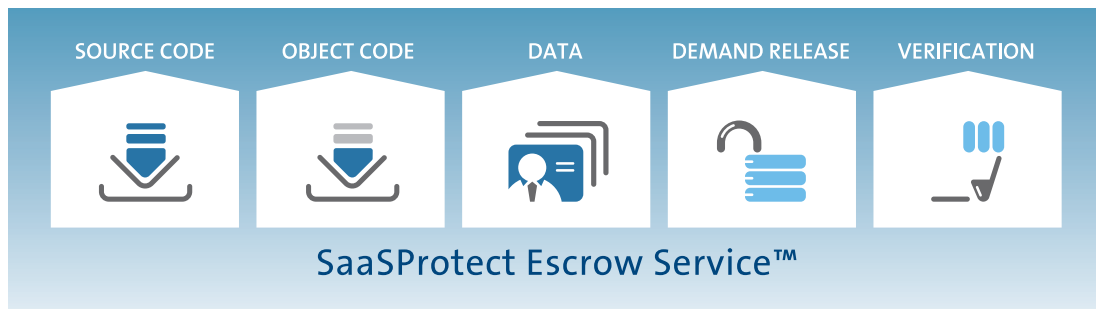 SOURCE CODE
OBJECT CODE
DATA
DEMAND RELEASE
VERIFICATION
SaaSProtect Escrow Service™